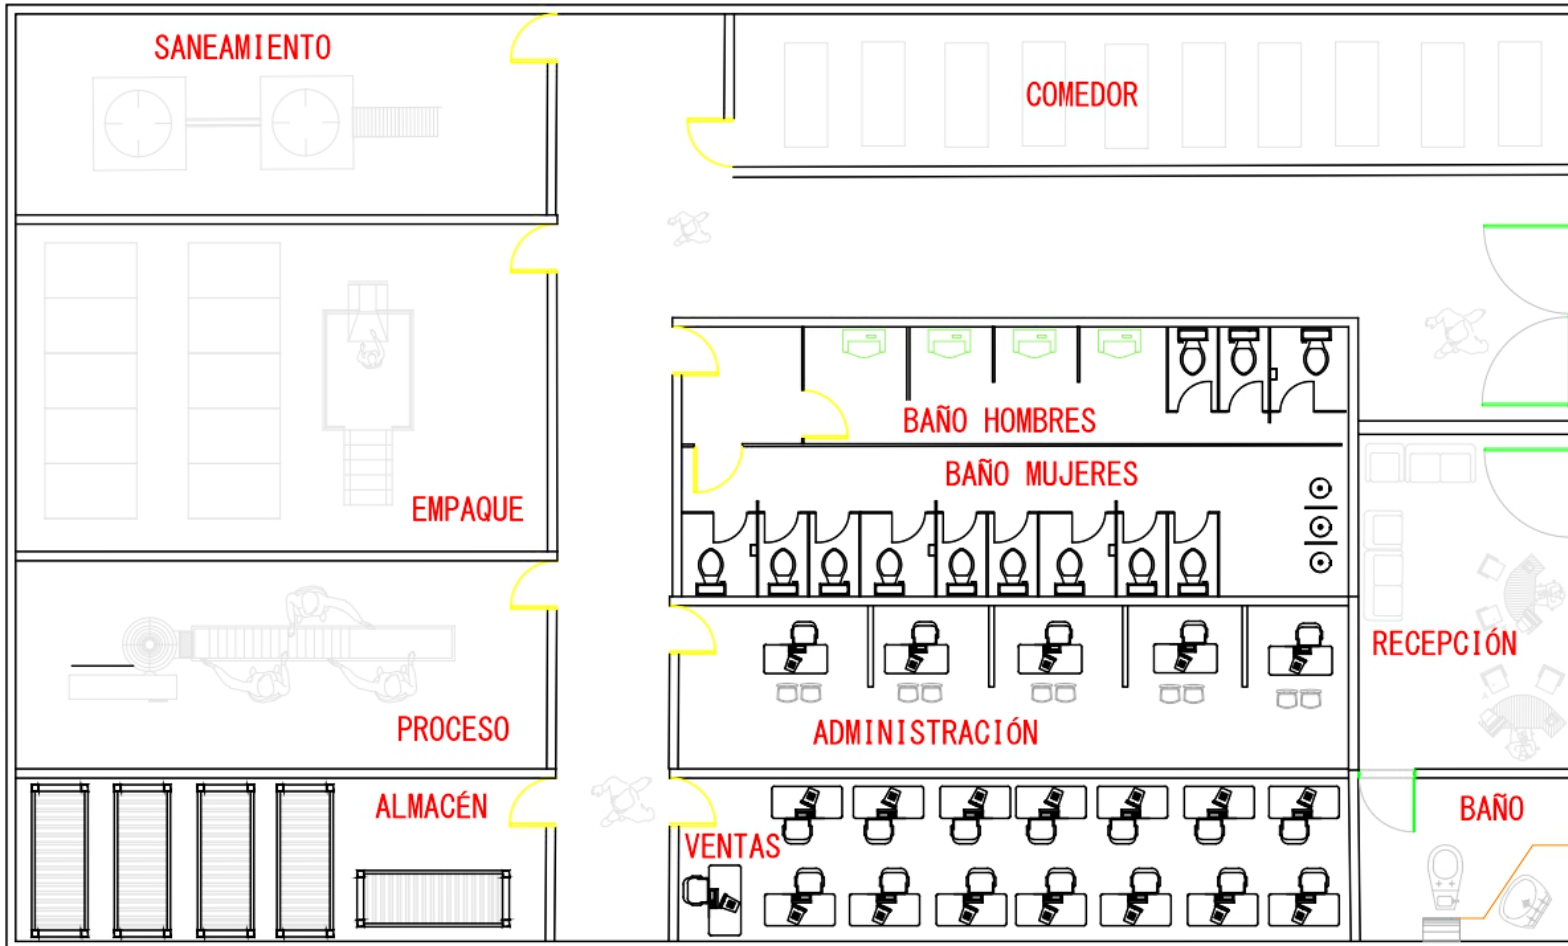 SANEAMIENTO
COMEDOR
EMPAQUE
BAÑO HOMBRES
BAÑO MUJERES
RECEPCIÓN
PROCESO
ADMINISTRACIÓN
ALMACÉN
VENTAS
BAÑO